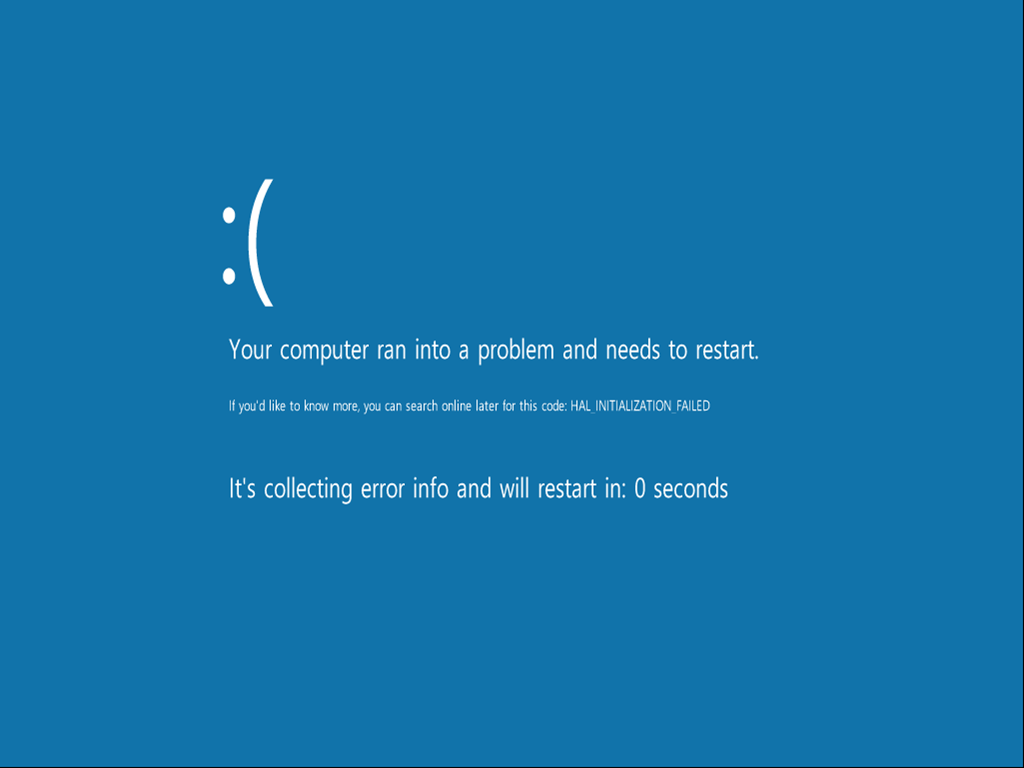 :(
Your computer ran into a problem and needs to restart.
If you'd like to know more, you can search online later for this code: HAL_INITIALIZATION_FAILED
It's collecting error info and will restart in: 0 seconds